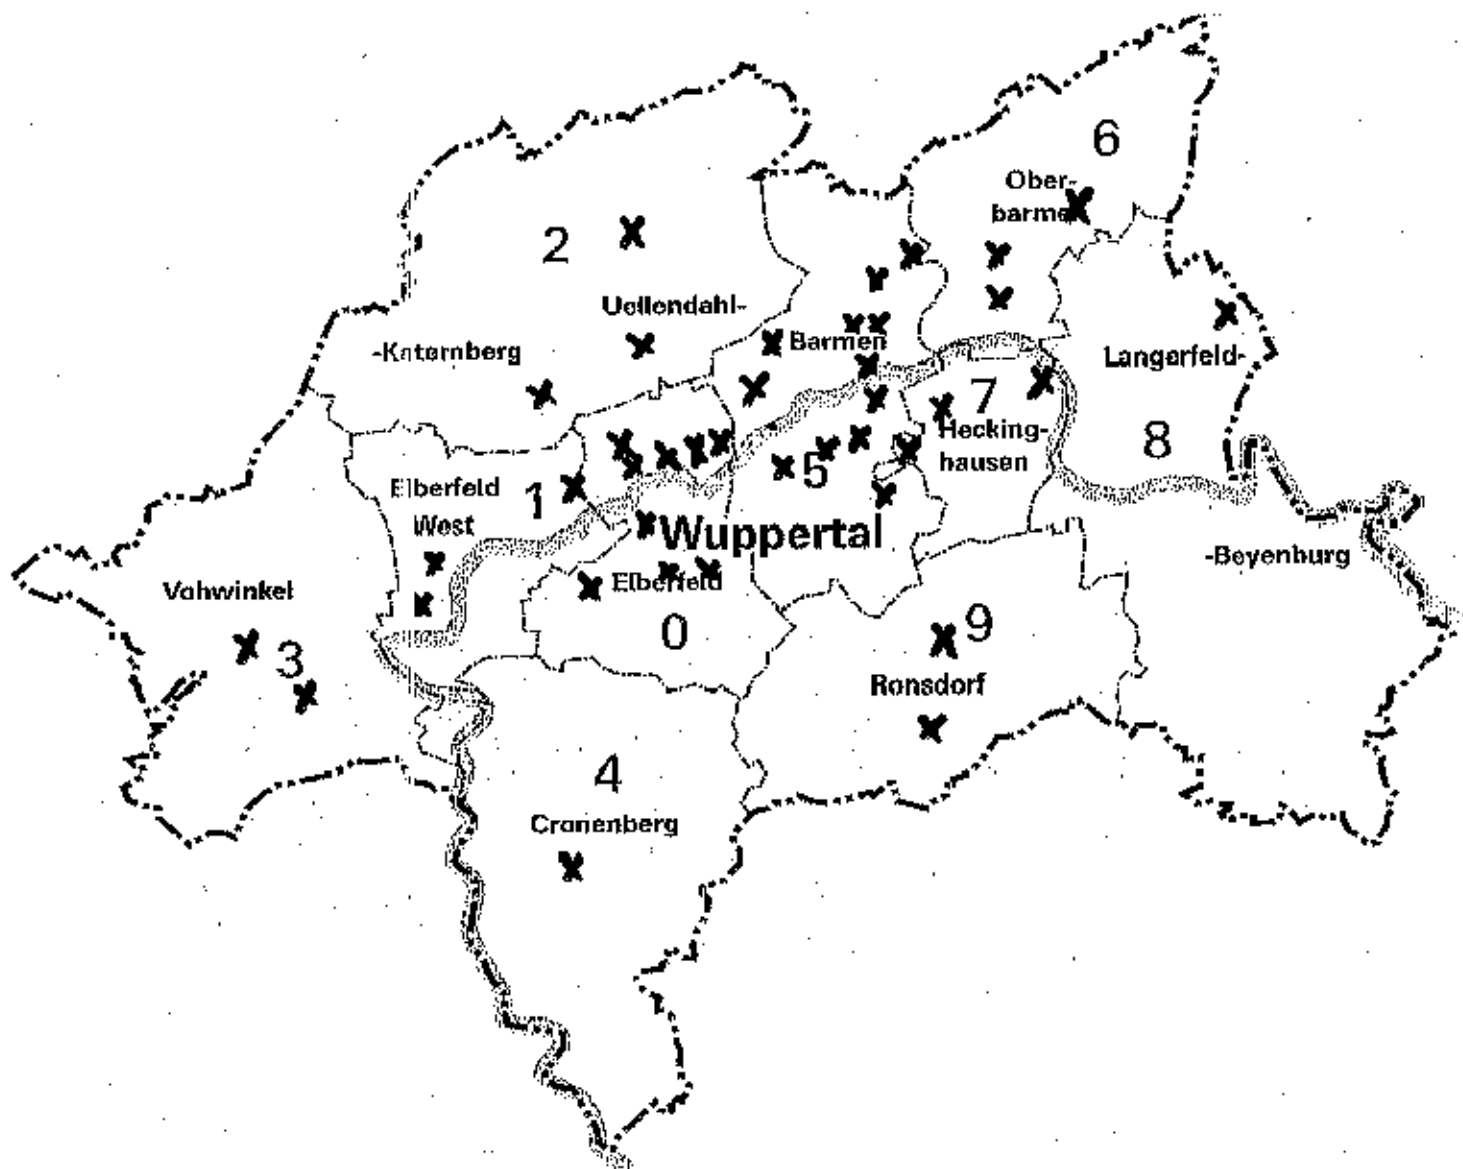 6
Ober-
barme
2
Uellendahl-
-Katernberg
Barmen
Langerfeld-
7
Hecking-
hausen
8
5
Elberfeld
West
1
Wuppertal
-Beyenburg
Vohwinkel
Elberfeld
0
9
3
Ronsdorf
4
Cronenberg